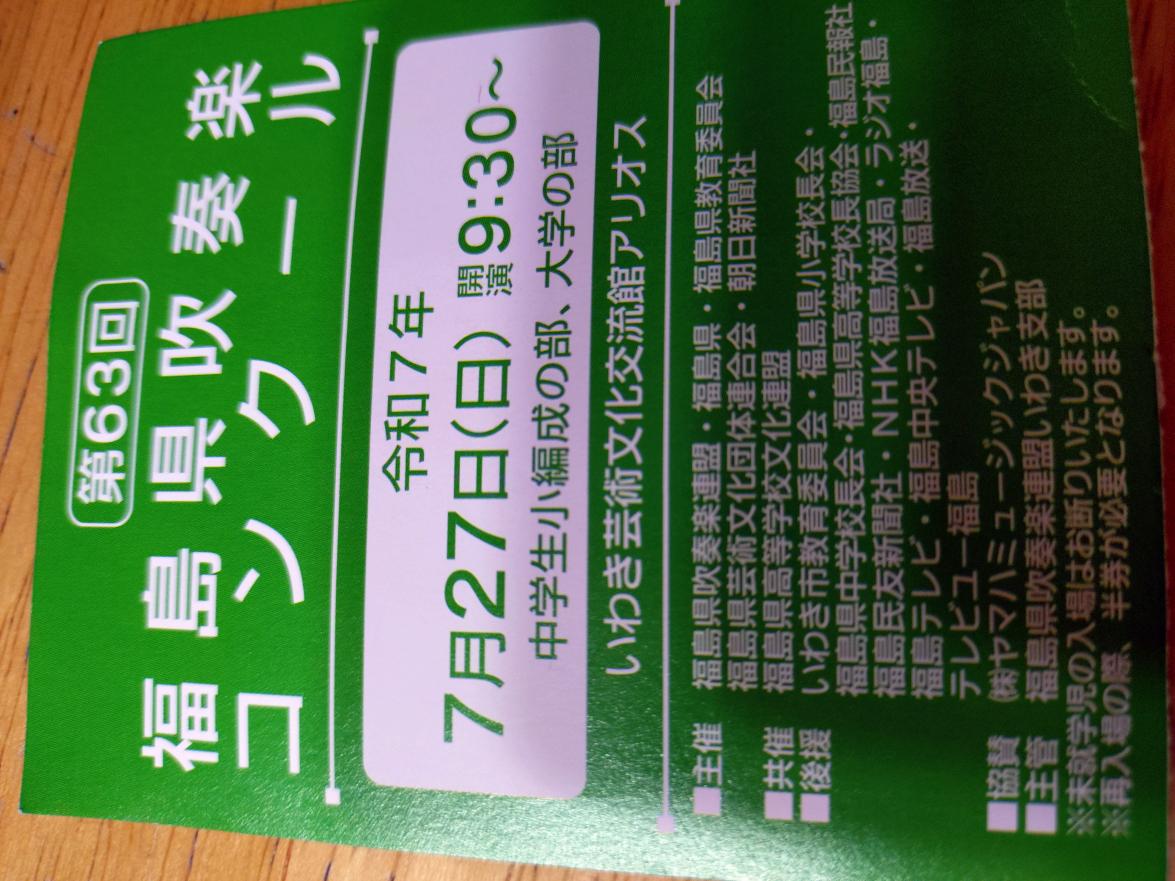 第63回
福島県吹奏楽
コンクール
令和7年
7月27日(日) 開演9:30～
中学生小編成の部、大学の部
いわき芸術文化交流館アリオス
■主催 福島県吹奏楽連盟・福島県・福島県教育委員会
福島県芸術文化団体連合会・朝日新聞社
■共催 福島県高等学校文化連盟
■後援 いわき市教育委員会・福島県小学校長会・
福島県中学校長会・福島県高等学校長協会・福島民報社
福島民友新聞社・NHK福島放送局・ラジオ福島・
福島テレビ・福島中央テレビ・福島放送・
テレビユー福島
■協賛 ㈱ヤマハミュージックジャパン
■主管 福島県吹奏楽連盟いわき支部
※未就学児の入場はお断りいたします。
※再入場の際、半券が必要となります。